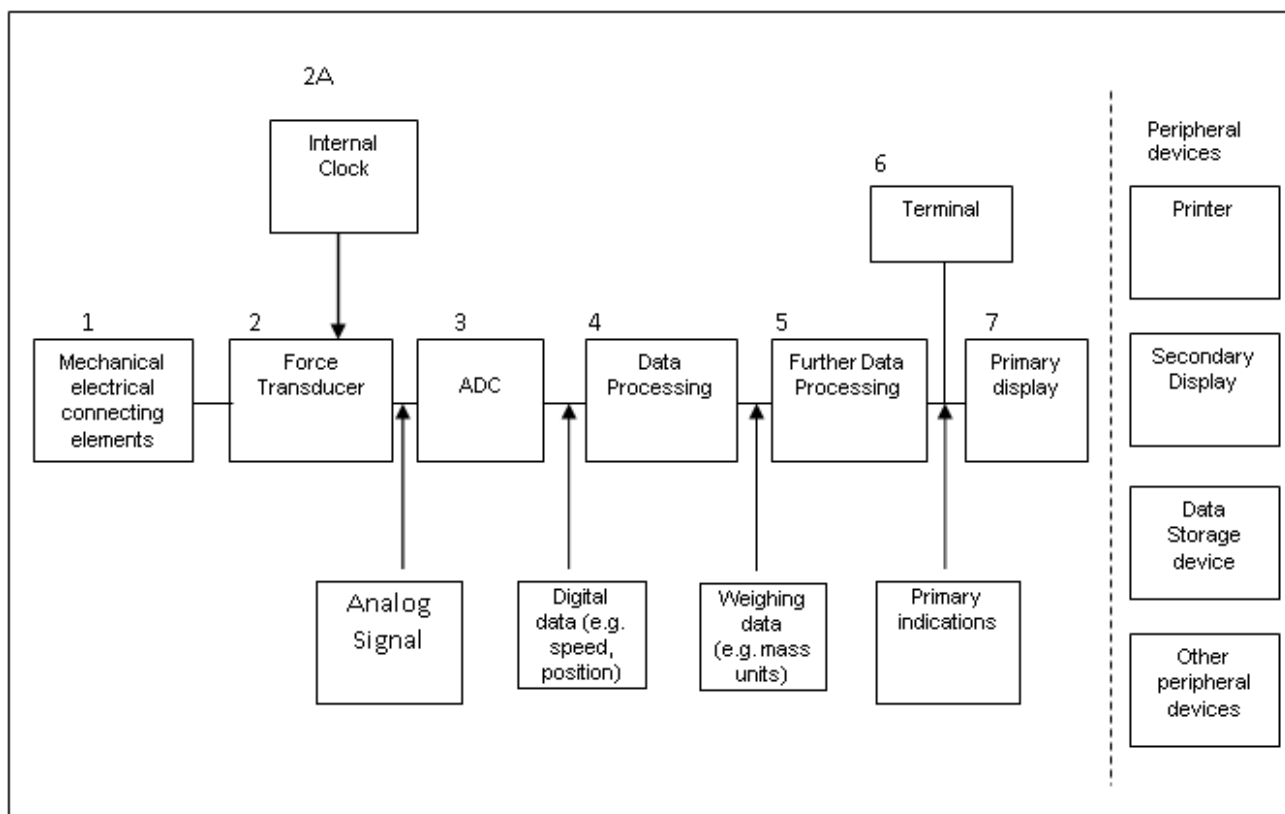 2A
Internal
Clock
Peripheral
devices
6
Terminal
Printer
1
2
3
4
5
7
Mechanical
electrical
connecting
elements
Force
Transducer
ADC
Data
Processing
Further Data
Processing
Primary
display
Secondary
Display
Data
Storage
device
Analog
Signal
Digital
data (e.g.
speed,
position)
Weighing
data
(e.g. mass
units)
Primary
indications
Other
peripheral
devices